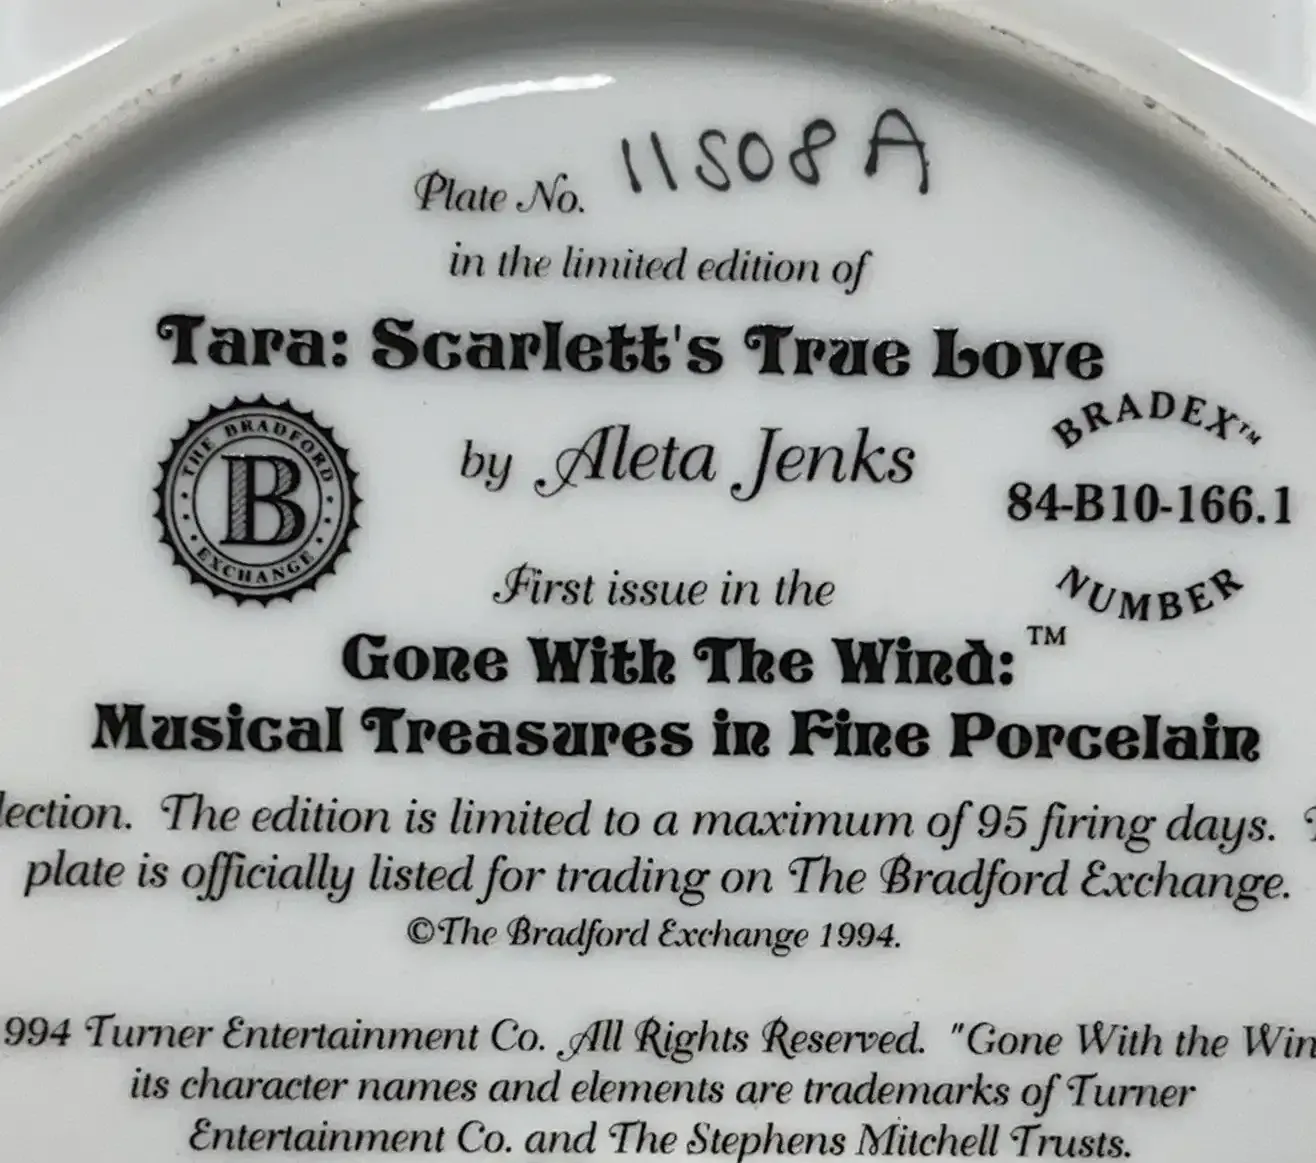 Plate No. 11508A
in the limited edition of
Tara: Scarlett's True Love
by Aleta Jenks
THE BRADFORD
B
EXCHANGE
BRADEX™
84-B10-166.1
NUMBER
First issue in the
Gone With The Wind:™
Musical Treasures in Fine Porcelain
lection. The edition is limited to a maximum of 95 firing days.
plate is officially listed for trading on The Bradford Exchange.
©The Bradford Exchange 1994.
994 Turner Entertainment Co. All Rights Reserved. "Gone With the Win
its character names and elements are trademarks of Turner
Entertainment Co. and The Stephens Mitchell Trusts.